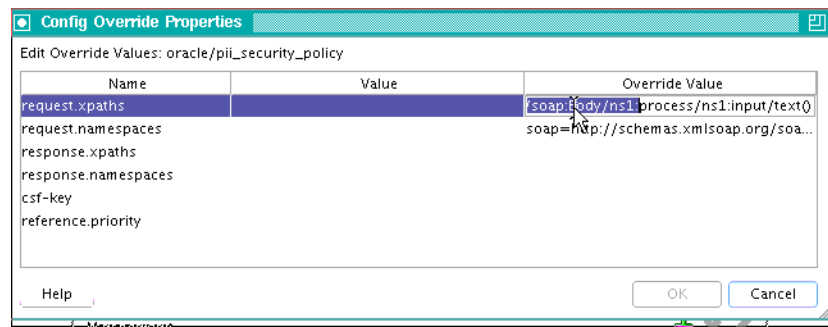 Config Override Properties
Edit Override Values: oracle/pii_security_policy
Name Value Override Value
request.xpaths /soap:Body/ns1:process/ns1:input/text()
request.namespaces soap=http://schemas.xmlsoap.org/soa...
response.xpaths
response.namespaces
csf-key
reference.priority
Help OK Cancel